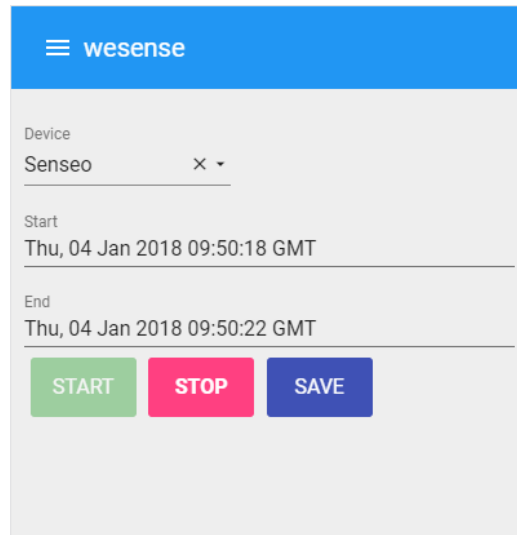 wesense
Device
Senseo
Start
Thu, 04 Jan 2018 09:50:18 GMT
End
Thu, 04 Jan 2018 09:50:22 GMT
START STOP SAVE